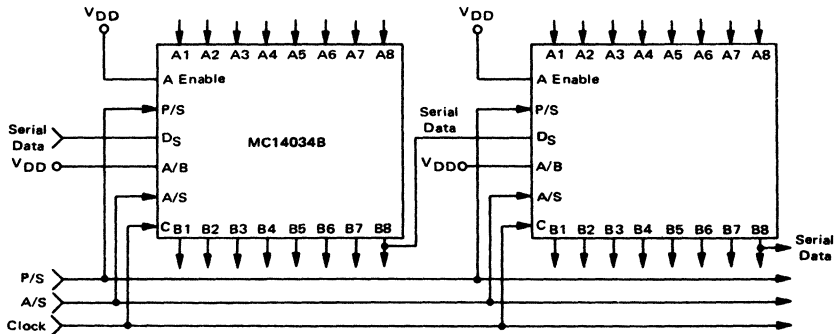 VDD
VDD
A1 A2 A3 A4 A5 A6 A7 A8
A1 A2 A3 A4 A5 A6 A7 A8
A Enable
A Enable
P/S
P/S
Serial
Data
DS
MC14034B
Serial
Data
DS
VDD
A/B
VDD
A/B
A/S
A/S
C
B1 B2 B3 B4 B5 B6 B7 B8
C
B1 B2 B3 B4 B5 B6 B7 B8
Serial
Data
P/S
A/S
Clock